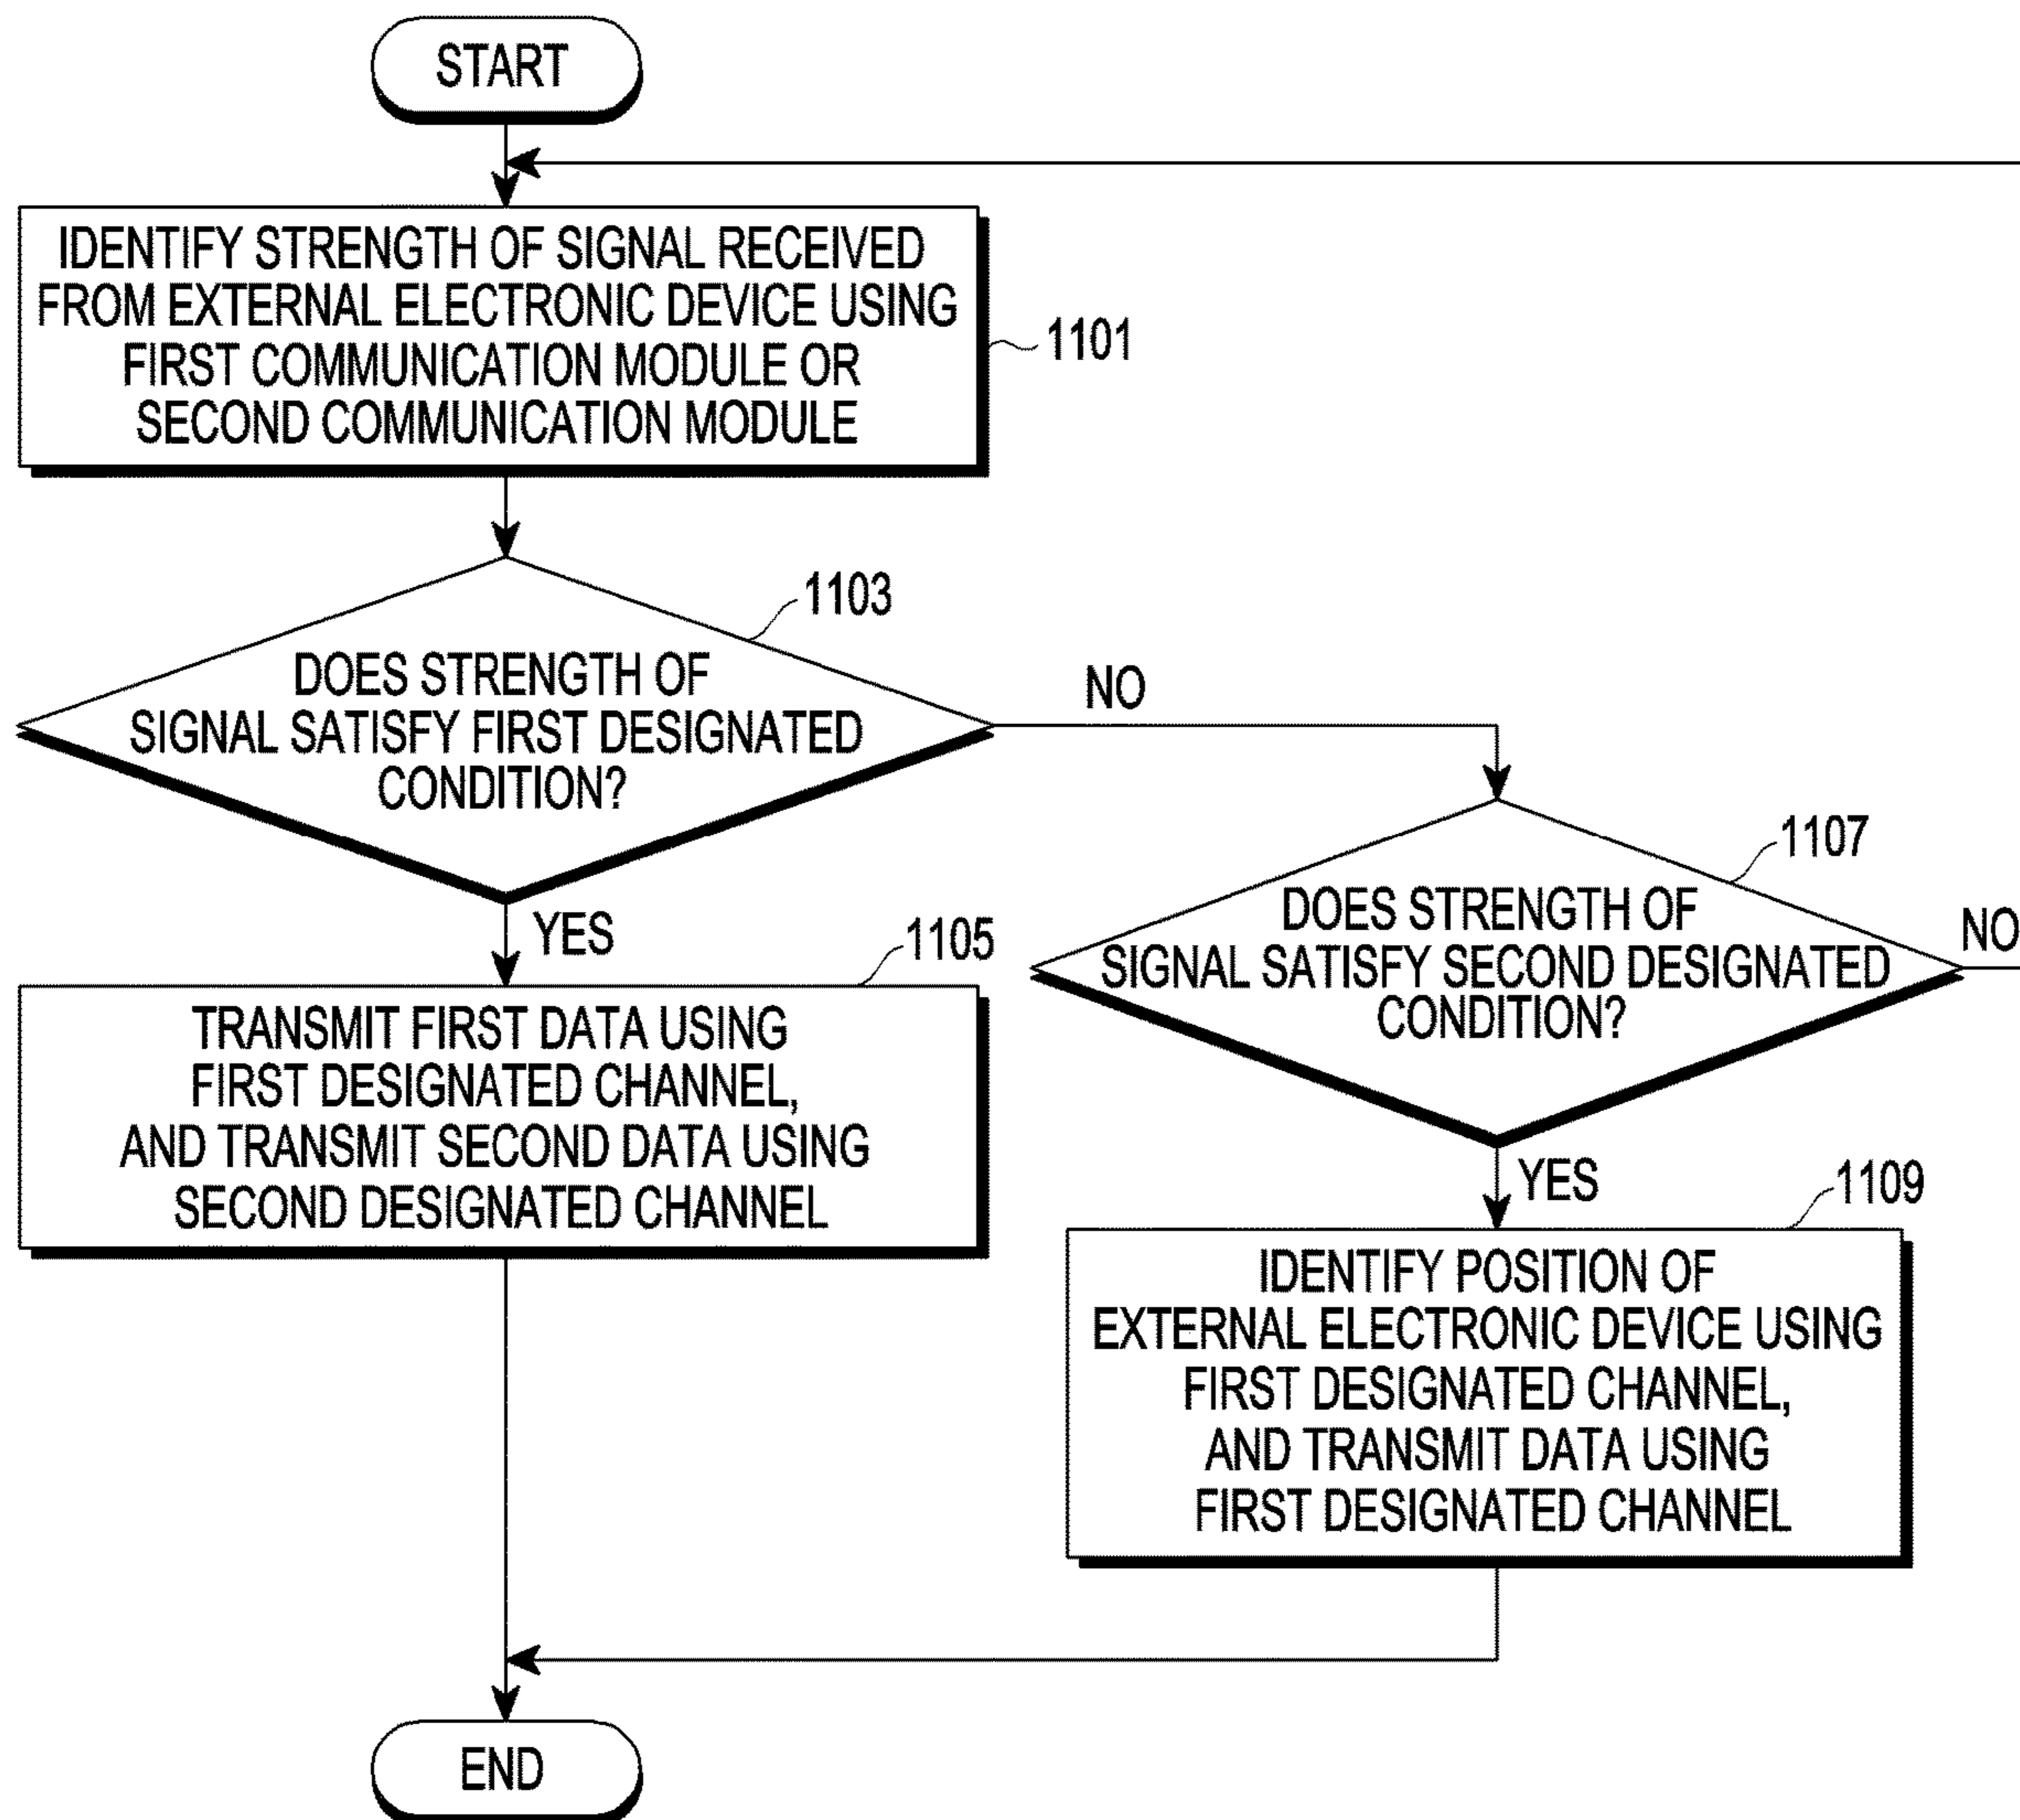 START
IDENTIFY STRENGTH OF SIGNAL RECEIVED
FROM EXTERNAL ELECTRONIC DEVICE USING
FIRST COMMUNICATION MODULE OR
SECOND COMMUNICATION MODULE
1101
1103
DOES STRENGTH OF
SIGNAL SATISFY FIRST DESIGNATED
CONDITION?
NO
YES
1105
TRANSMIT FIRST DATA USING
FIRST DESIGNATED CHANNEL,
AND TRANSMIT SECOND DATA USING
SECOND DESIGNATED CHANNEL
1107
DOES STRENGTH OF
SIGNAL SATISFY SECOND DESIGNATED
CONDITION?
NO
YES
1109
IDENTIFY POSITION OF
EXTERNAL ELECTRONIC DEVICE USING
FIRST DESIGNATED CHANNEL,
AND TRANSMIT DATA USING
FIRST DESIGNATED CHANNEL
END